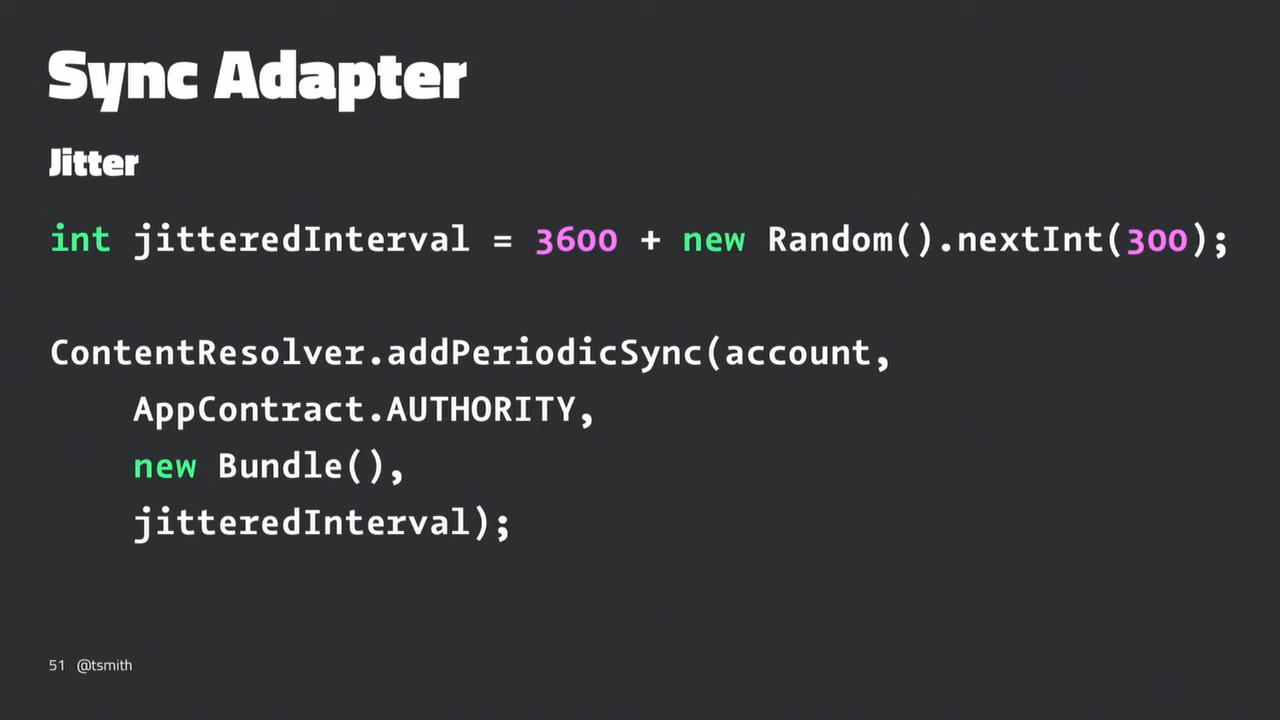 Sync Adapter
Jitter
int jitteredInterval = 3600 + new Random().nextInt(300);
ContentResolver.addPeriodicSync(account,
AppContract.AUTHORITY,
new Bundle(),
jitteredInterval);
51 @tsmith